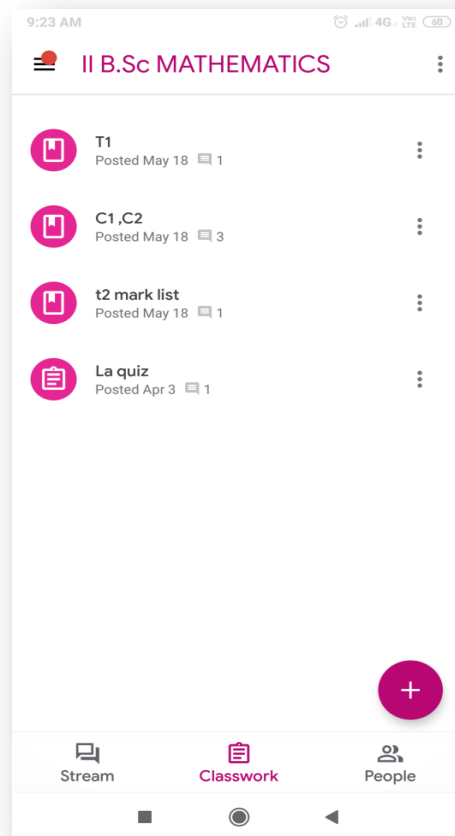 9:23 AM 4G VoLTE 60
II B.Sc MATHEMATICS
T1
Posted May 18 1
C1 ,C2
Posted May 18 3
t2 mark list
Posted May 18 1
La quiz
Posted Apr 3 1
+
Stream Classwork People